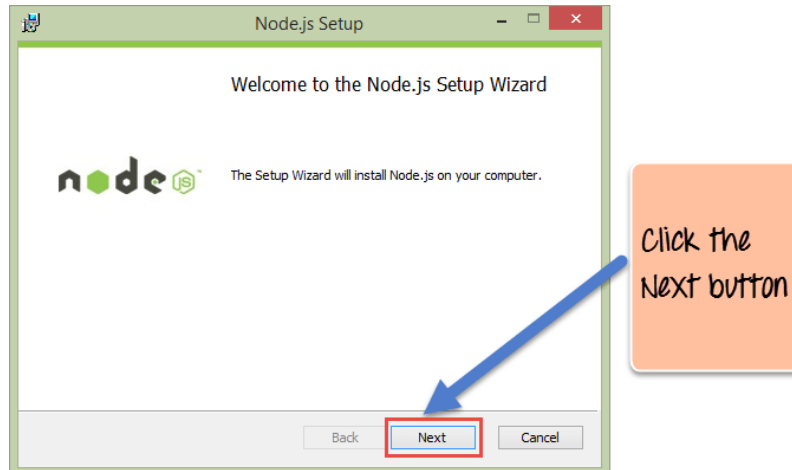 Node.js Setup
Welcome to the Node.js Setup Wizard
node JS™
The Setup Wizard will install Node.js on your computer.
Click the
Next button
Back
Next
Cancel